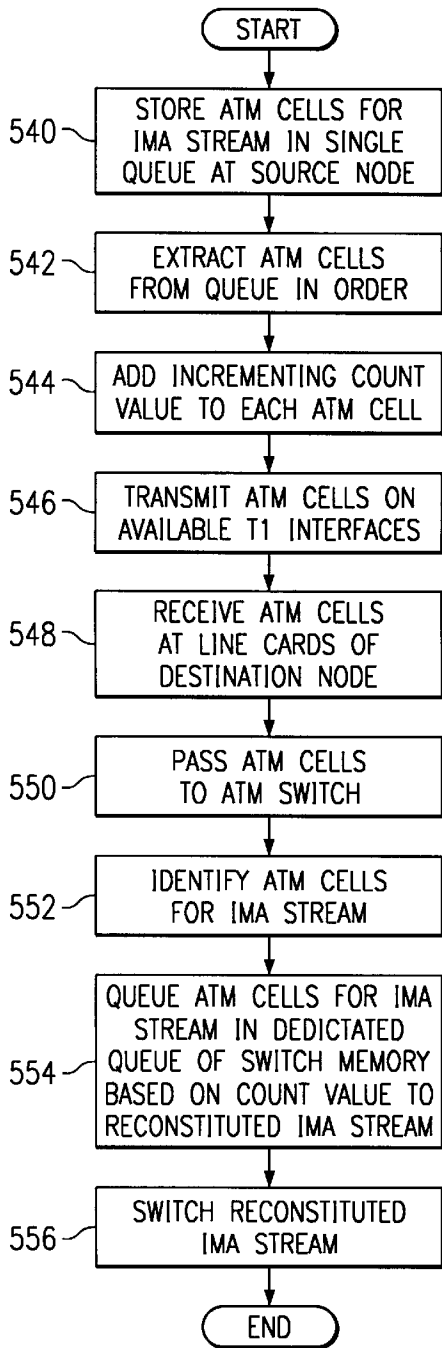 START
540
STORE ATM CELLS FOR
IMA STREAM IN SINGLE
QUEUE AT SOURCE NODE
542
EXTRACT ATM CELLS
FROM QUEUE IN ORDER
544
ADD INCREMENTING COUNT
VALUE TO EACH ATM CELL
546
TRANSMIT ATM CELLS ON
AVAILABLE T1 INTERFACES
548
RECEIVE ATM CELLS
AT LINE CARDS OF
DESTINATION NODE
550
PASS ATM CELLS
TO ATM SWITCH
552
IDENTIFY ATM CELLS
FOR IMA STREAM
554
QUEUE ATM CELLS FOR IMA
STREAM IN DEDICTATED
QUEUE OF SWITCH MEMORY
BASED ON COUNT VALUE TO
RECONSTITUTED IMA STREAM
556
SWITCH RECONSTITUTED
IMA STREAM
END